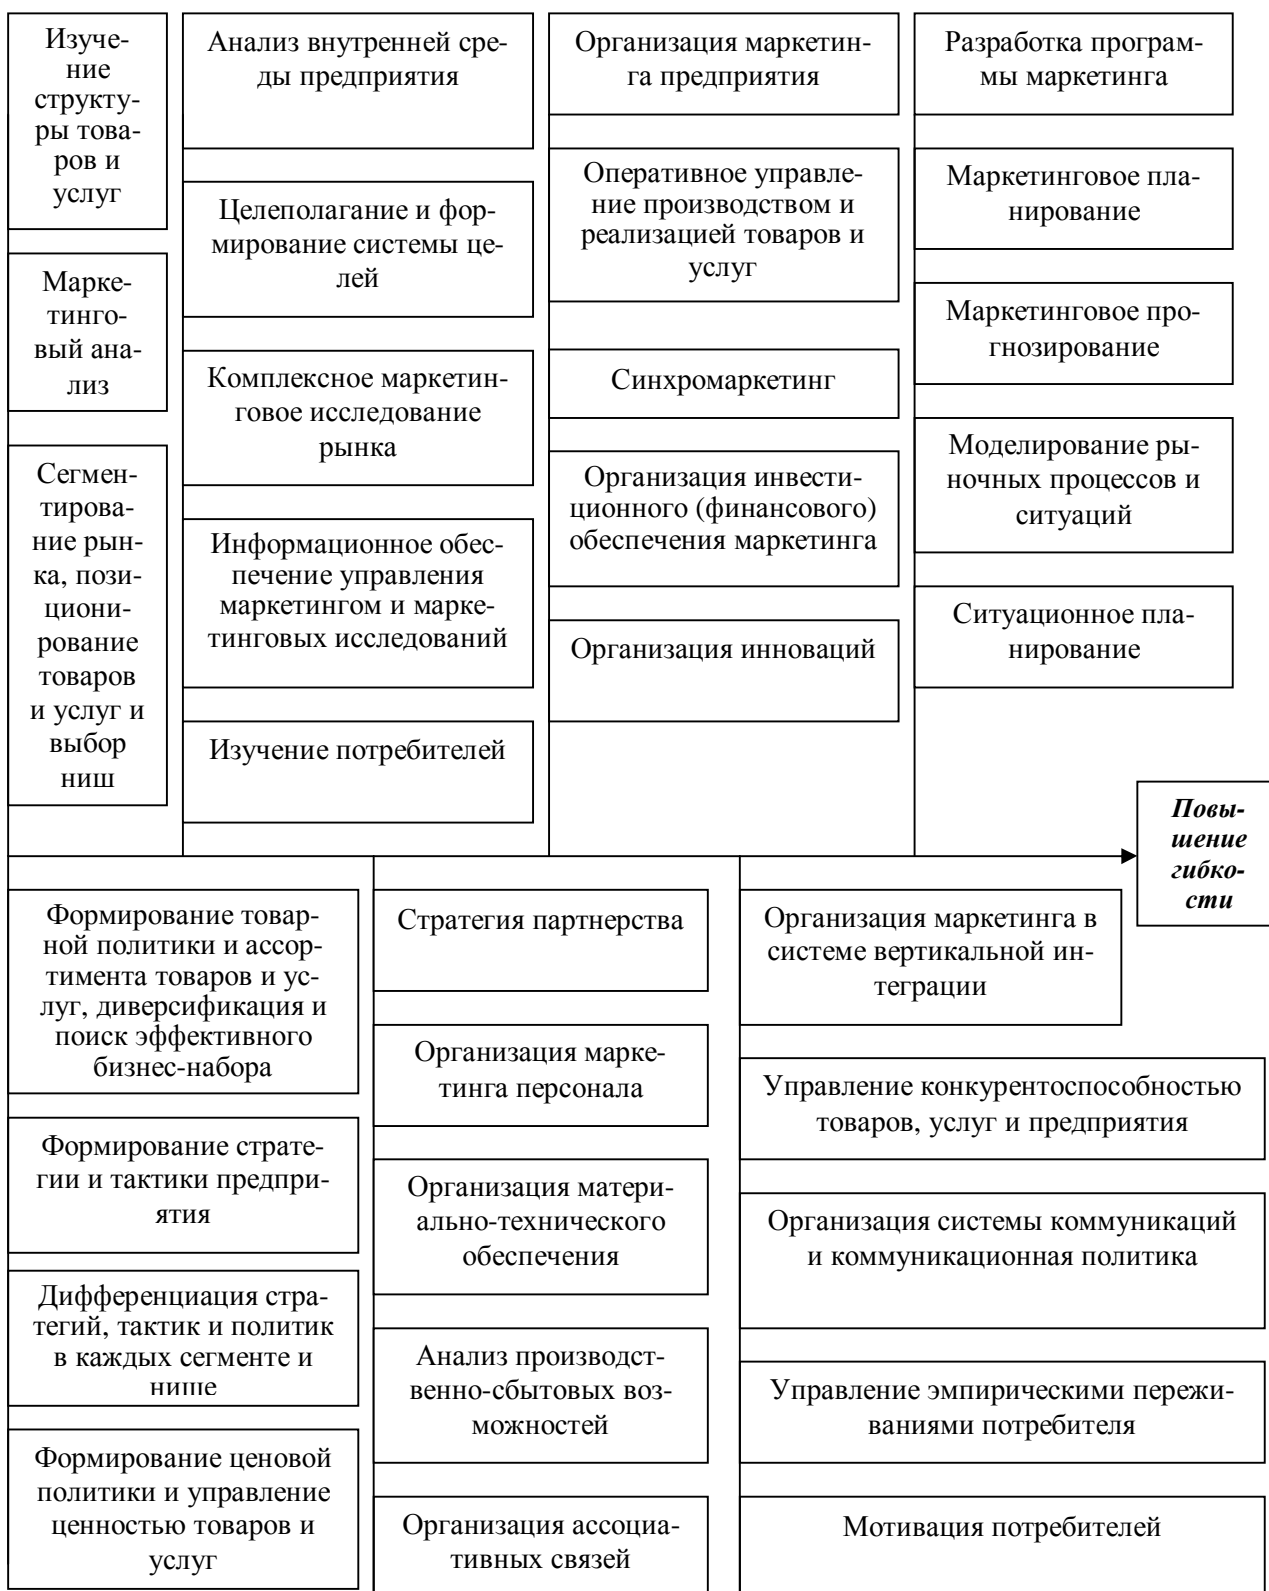 Изуче-
ние
структу-
ры това-
ров и
услуг
Марке-
тинго-
вый ана-
лиз
Сегмен-
тирова-
ние рын-
ка, пози-
циони-
рование
товаров
и услуг и
выбор
ниш
Анализ внутренней сре-
ды предприятия
Целеполагание и фор-
мирование системы це-
лей
Комплексное маркетин-
говое исследование
рынка
Информационное обес-
печение управления
маркетингом и марке-
тинговых исследований
Изучение потребителей
Организация маркетин-
га предприятия
Оперативное управле-
ние производством и
реализацией товаров и
услуг
Синхромаркетинг
Организация инвести-
ционного (финансового)
обеспечения маркетинга
Организация инноваций
Разработка програм-
мы маркетинга
Маркетинговое пла-
нирование
Маркетинговое про-
гнозирование
Моделирование ры-
ночных процессов и
ситуаций
Ситуационное пла-
нирование
Повы-
шение
гибко-
сти
Формирование товар-
ной политики и ассор-
тимента товаров и ус-
луг, диверсификация и
поиск эффективного
бизнес-набора
Формирование страте-
гии и тактики предпри-
ятия
Дифференциация стра-
тегий, тактик и политик
в каждых сегменте и
нише
Формирование ценовой
политики и управление
ценностью товаров и
услуг
Стратегия партнерства
Организация марке-
тинга персонала
Организация матери-
ально-технического
обеспечения
Анализ производст-
венно-сбытовых воз-
можностей
Организация ассоциа-
тивных связей
Организация маркетинга в
системе вертикальной ин-
теграции
Управление конкурентоспособностью
товаров, услуг и предприятия
Организация системы коммуникаций
и коммуникационная политика
Управление эмпирическими пережи-
ваниями потребителя
Мотивация потребителей